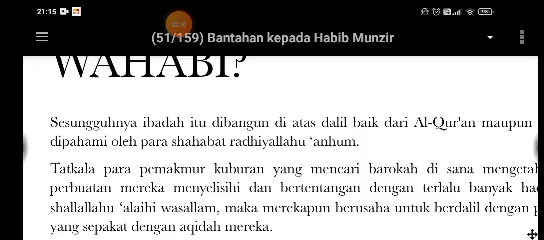 21:15
(51/159) Bantahan kepada Habib Munzir
WAHABI?
Sesungguhnya ibadah itu dibangun di atas dalil baik dari Al-Qur'an maupun
dipahami oleh para shahabat radhiyallahu ‘anhum.
Tatkala para pemakmur kuburan yang mencari barokah di sana
perbuatan mereka menyelisihi dan bertentangan dengan terlalu banyak
shallallahu ‘alaihi wasallam, maka merekapun berusaha untuk berdalil dengan
yang sepakat dengan aqidah mereka.